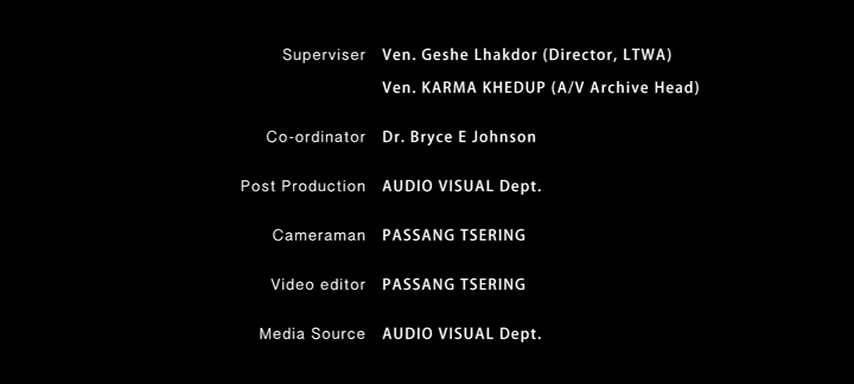 Superviser Ven. Geshe Lhakdor (Director, LTWA)
Ven. KARMA KHEDUP (A/V Archive Head)
Co-ordinator Dr. Bryce E Johnson
Post Production AUDIO VISUAL Dept.
Cameraman PASSANG TSERING
Video editor PASSANG TSERING
Media Source AUDIO VISUAL Dept.